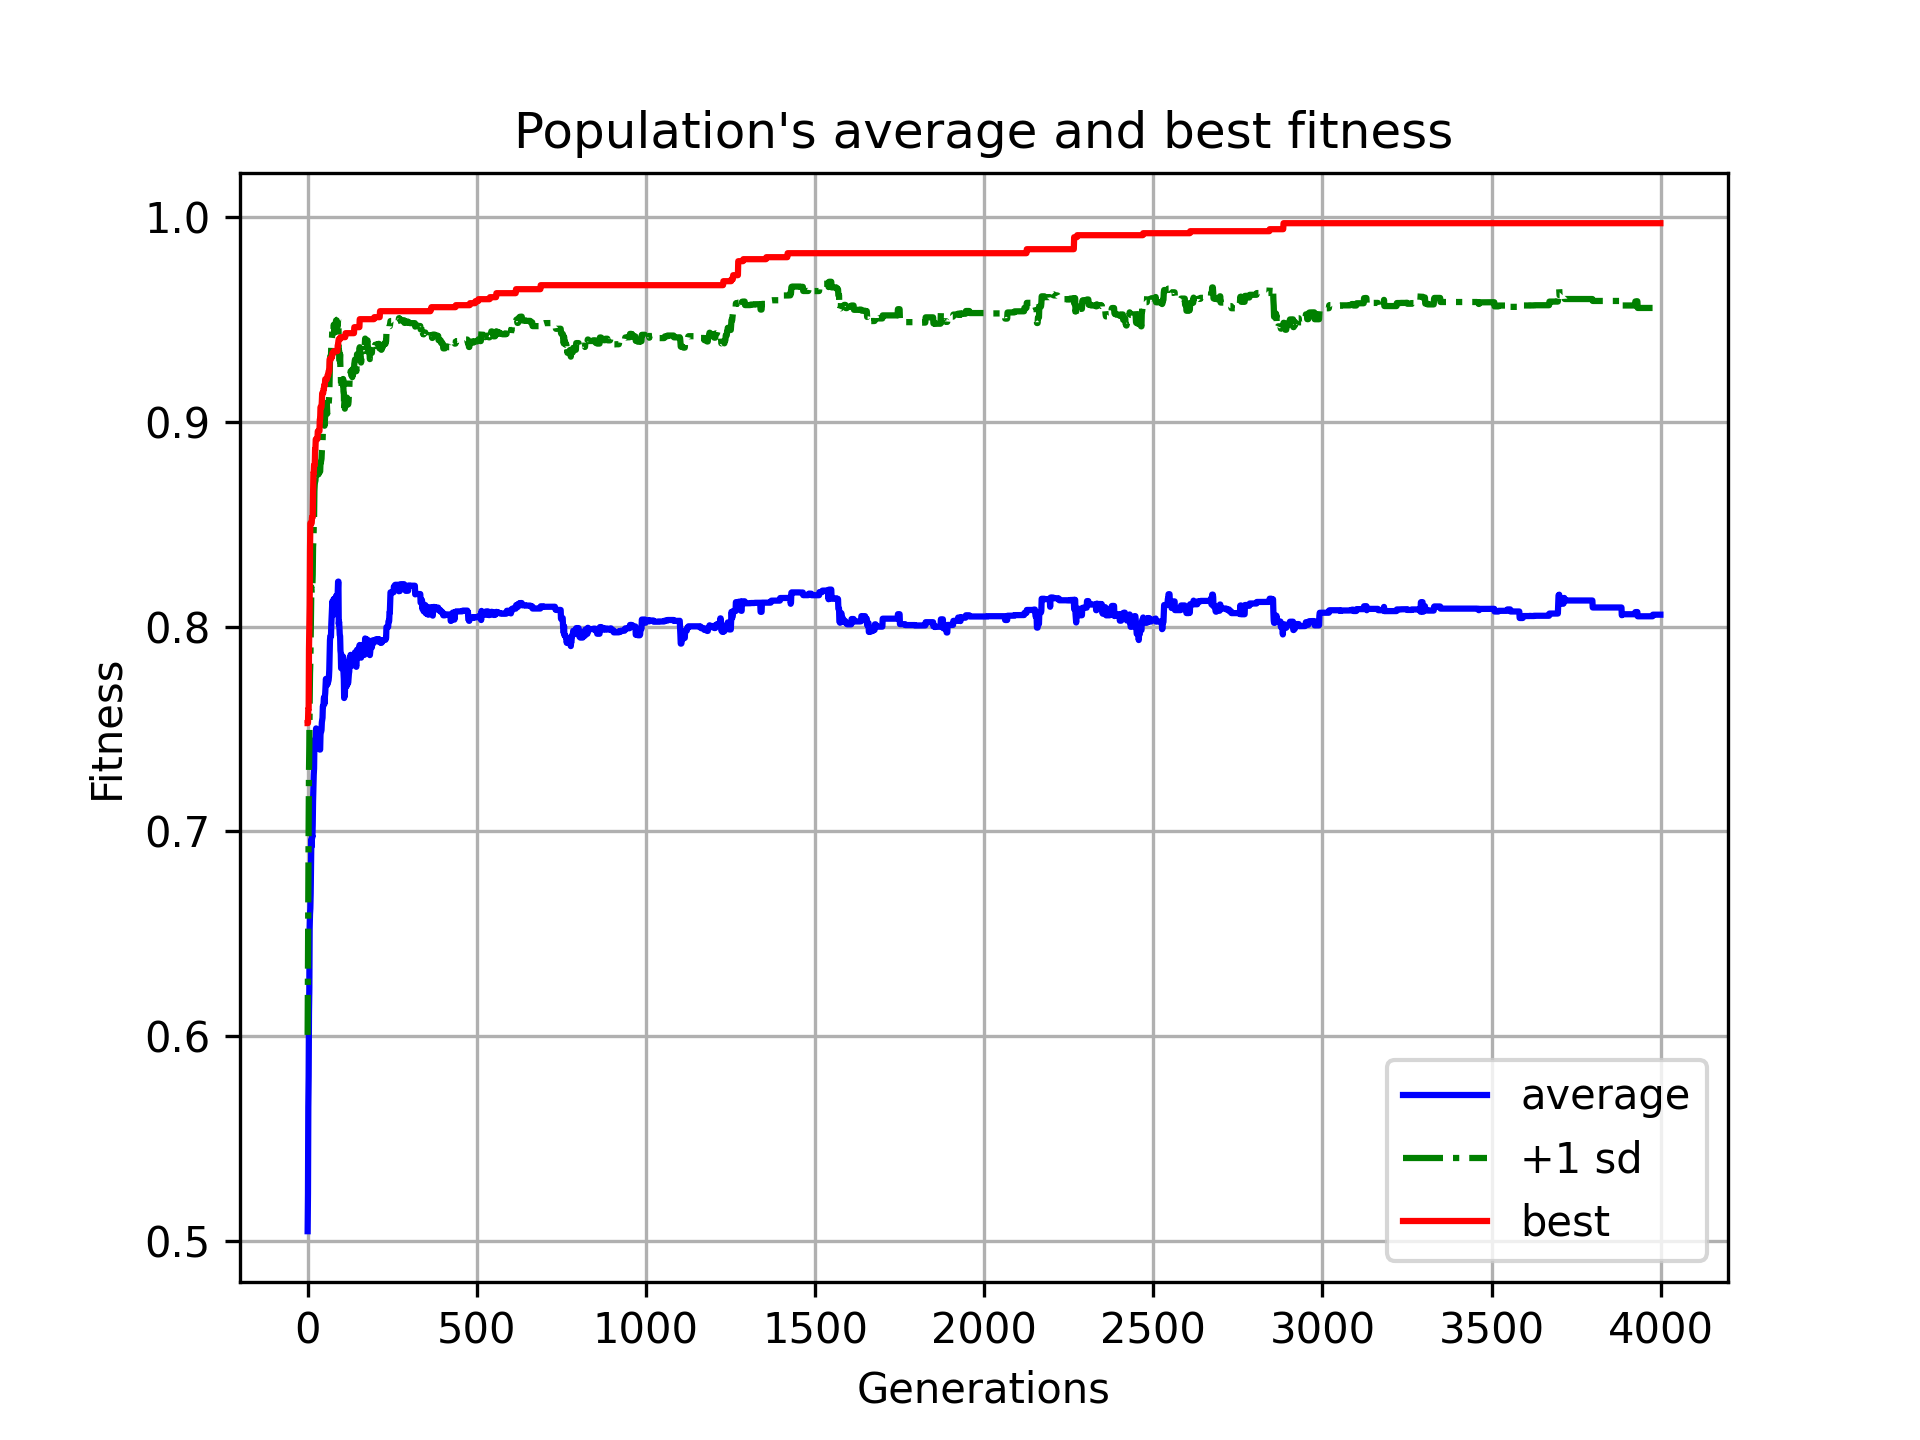 Population's average and best fitness
1.0
0.9
0.8
0.7
0.6
0.5
Fitness
0 500 1000 1500 2000 2500 3000 3500 4000
Generations
average
+1 sd
best